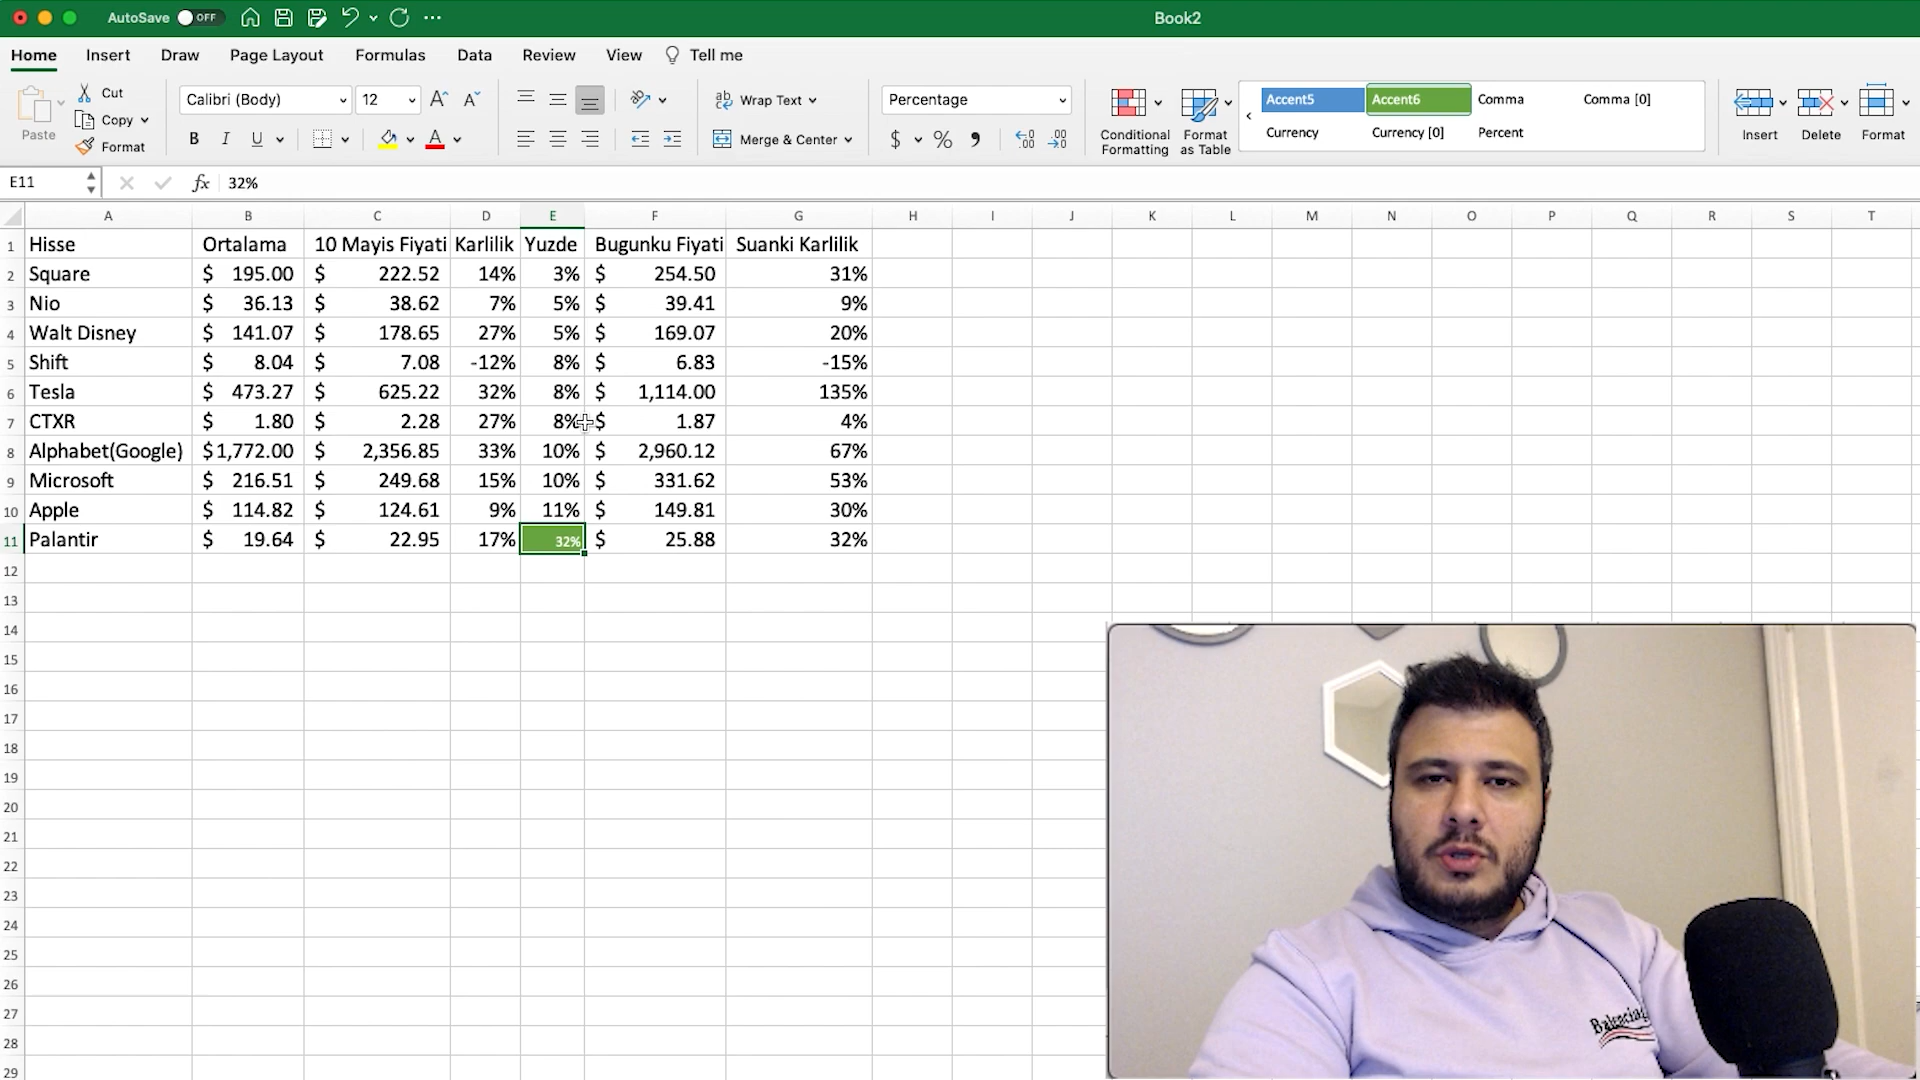 AutoSave OFF Book2
Home Insert Draw Page Layout Formulas Data Review View Tell me
Paste Cut Copy Format
Calibri (Body) 12 Wrap Text Percentage
B I U A Merge & Center $ %
Conditional Formatting Format as Table
Accent5 Accent6 Comma Comma [0]
Currency Currency [0] Percent
Insert Delete Format
E11 fx 32%
A B C D E F G H I J K L M N O P Q R S T
1 Hisse Ortalama 10 Mayis Fiyati Karlilik Yuzde Bugunku Fiyati Suanki Karlilik
2 Square $ 195.00 $ 222.52 14% 3% $ 254.50 31%
3 Nio $ 36.13 $ 38.62 7% 5% $ 39.41 9%
4 Walt Disney $ 141.07 $ 178.65 27% 5% $ 169.07 20%
5 Shift $ 8.04 $ 7.08 -12% 8% $ 6.83 -15%
6 Tesla $ 473.27 $ 625.22 32% 8% $ 1,114.00 135%
7 CTXR $ 1.80 $ 2.28 27% 8% $ 1.87 4%
8 Alphabet(Google) $1,772.00 $ 2,356.85 33% 10% $ 2,960.12 67%
9 Microsoft $ 216.51 $ 249.68 15% 10% $ 331.62 53%
10 Apple $ 114.82 $ 124.61 9% 11% $ 149.81 30%
11 Palantir $ 19.64 $ 22.95 17% 32% $ 25.88 32%
12
13
14
15
16
17
18
19
20
21
22
23
24
25
26
27
28
29